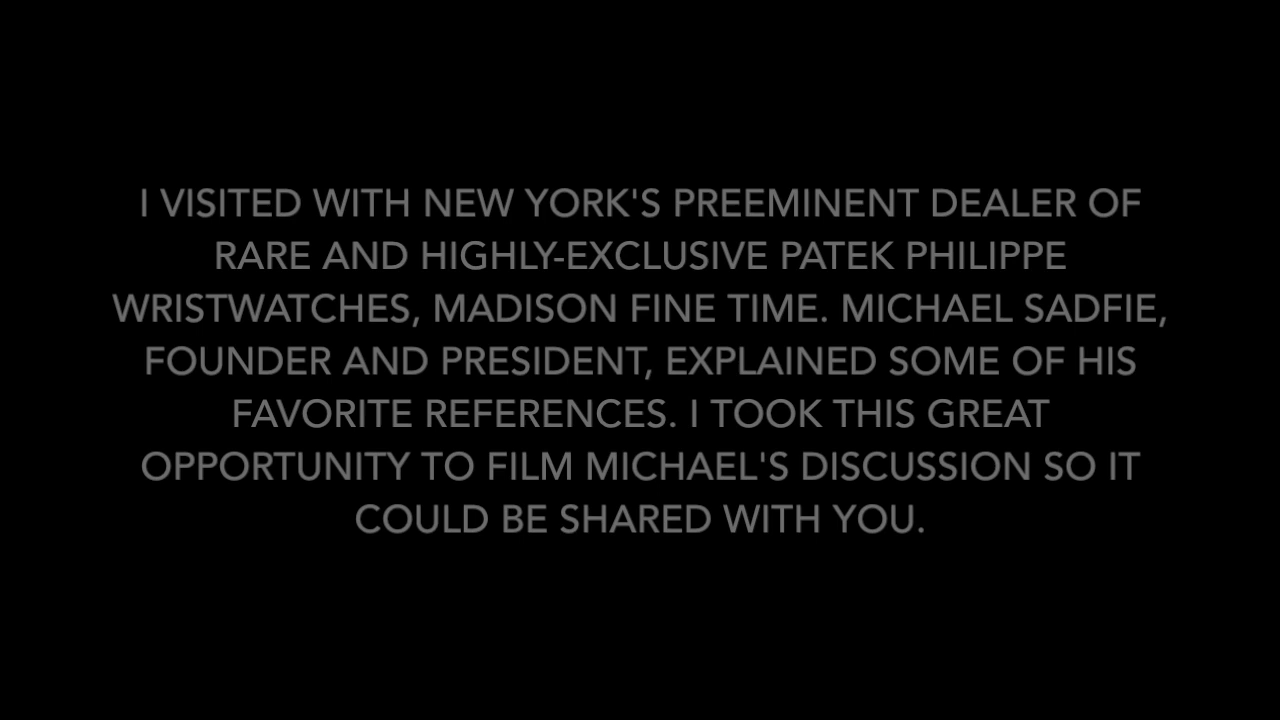 I VISITED WITH NEW YORK'S PREEMINENT DEALER OF
RARE AND HIGHLY-EXCLUSIVE PATEK PHILIPPE
WRISTWATCHES, MADISON FINE TIME. MICHAEL SADFIE,
FOUNDER AND PRESIDENT, EXPLAINED SOME OF HIS
FAVORITE REFERENCES. I TOOK THIS GREAT
OPPORTUNITY TO FILM MICHAEL'S DISCUSSION SO IT
COULD BE SHARED WITH YOU.